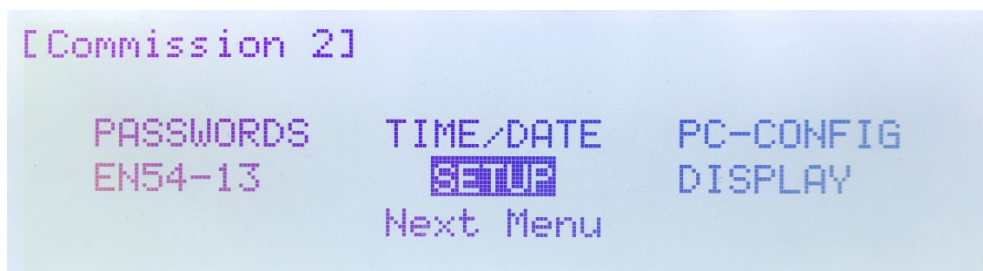 [Commission 2]
PASSWORDS TIME/DATE PC-CONFIG
EN54-13 SETUP DISPLAY
Next Menu